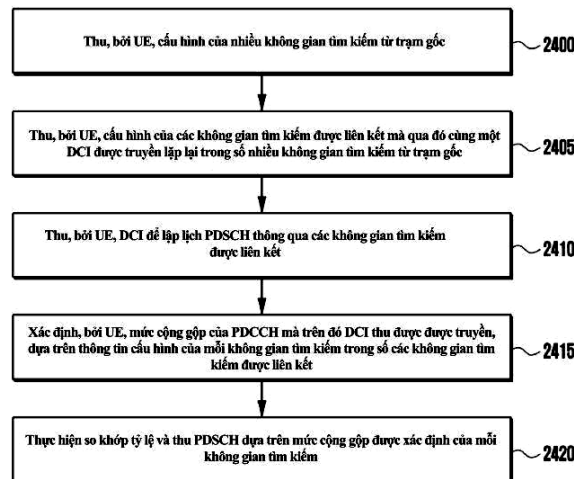 Thu, bởi UE, cấu hình của nhiều không gian tìm kiếm từ trạm gốc
2400
Thu, bởi UE, cấu hình của các không gian tìm kiếm được liên kết mà qua đó cùng một
DCI được truyền lặp lại trong số nhiều không gian tìm kiếm từ trạm gốc
2405
Thu, bởi UE, DCI để lập lịch PDSCH thông qua các không gian tìm kiếm
được liên kết
2410
Xác định, bởi UE, mức cộng gộp của PDCCH mà trên đó DCI thu được được truyền,
dựa trên thông tin cấu hình của mỗi không gian tìm kiếm trong số các không gian tìm
kiếm được liên kết
2415
Thực hiện so khớp tỷ lệ và thu PDSCH dựa trên mức cộng gộp được xác định của mỗi
không gian tìm kiếm
2420